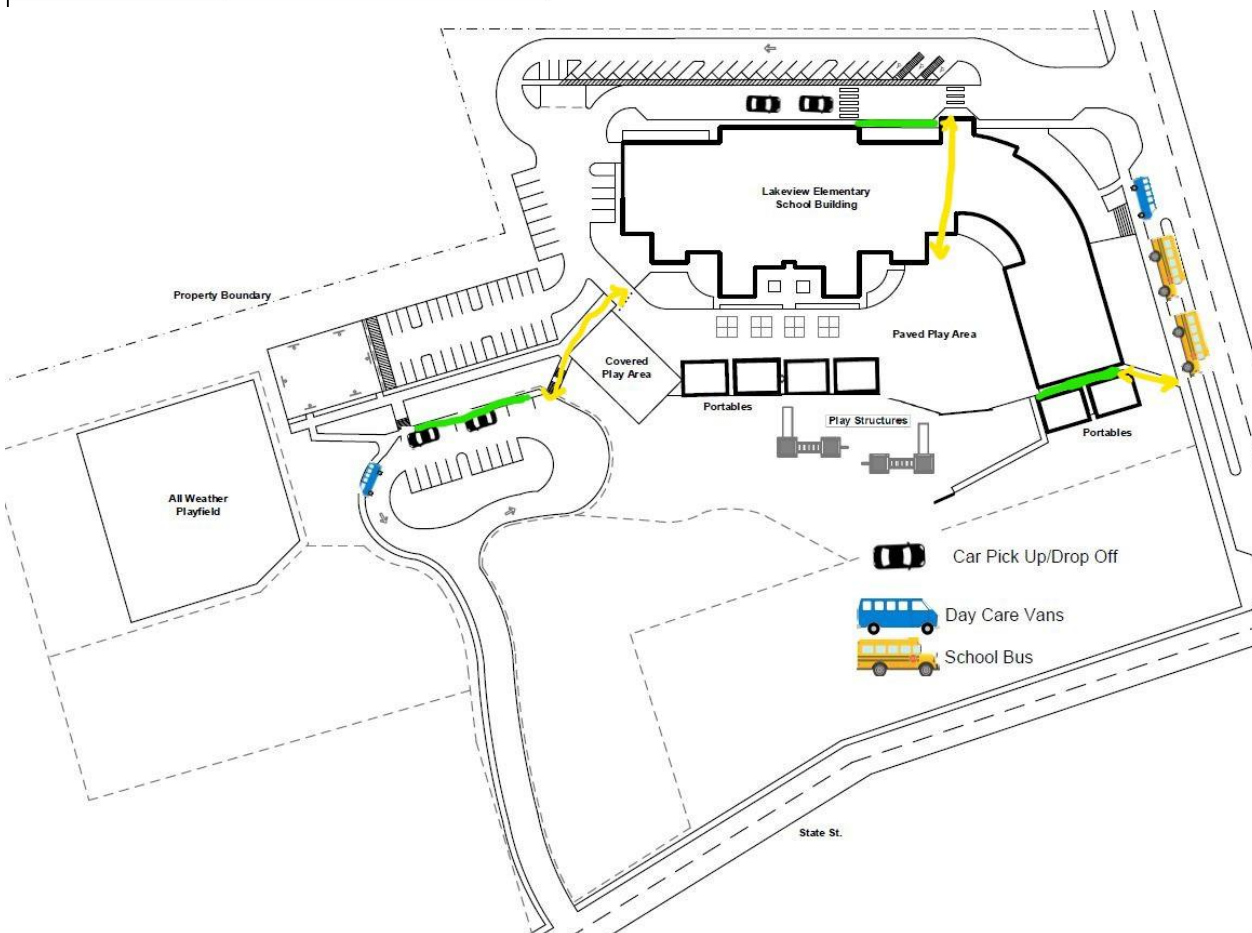 Lakeview Elementary
School Building
Property Boundary
Covered
Play Area
Paved Play Area
Portables
Play Structures
Portables
All Weather
Playfield
Car Pick Up/Drop Off
Day Care Vans
School Bus
State St.